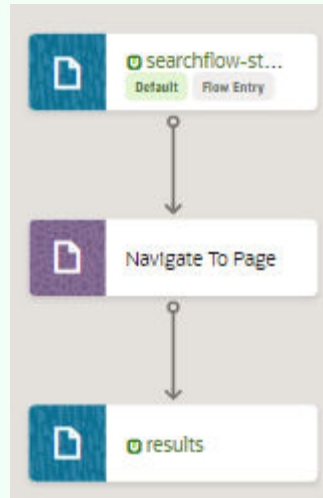 searchflow-st...
Default Flow Entry
Navigate To Page
results